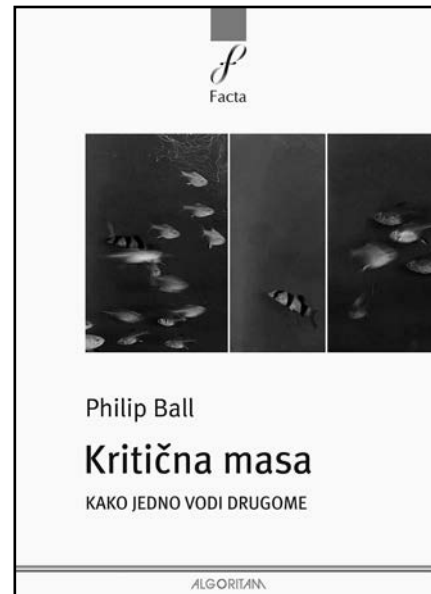 Facta
Philip Ball
Kritična masa
KAKO JEDNO VODI DRUGOME
ALGORITAM